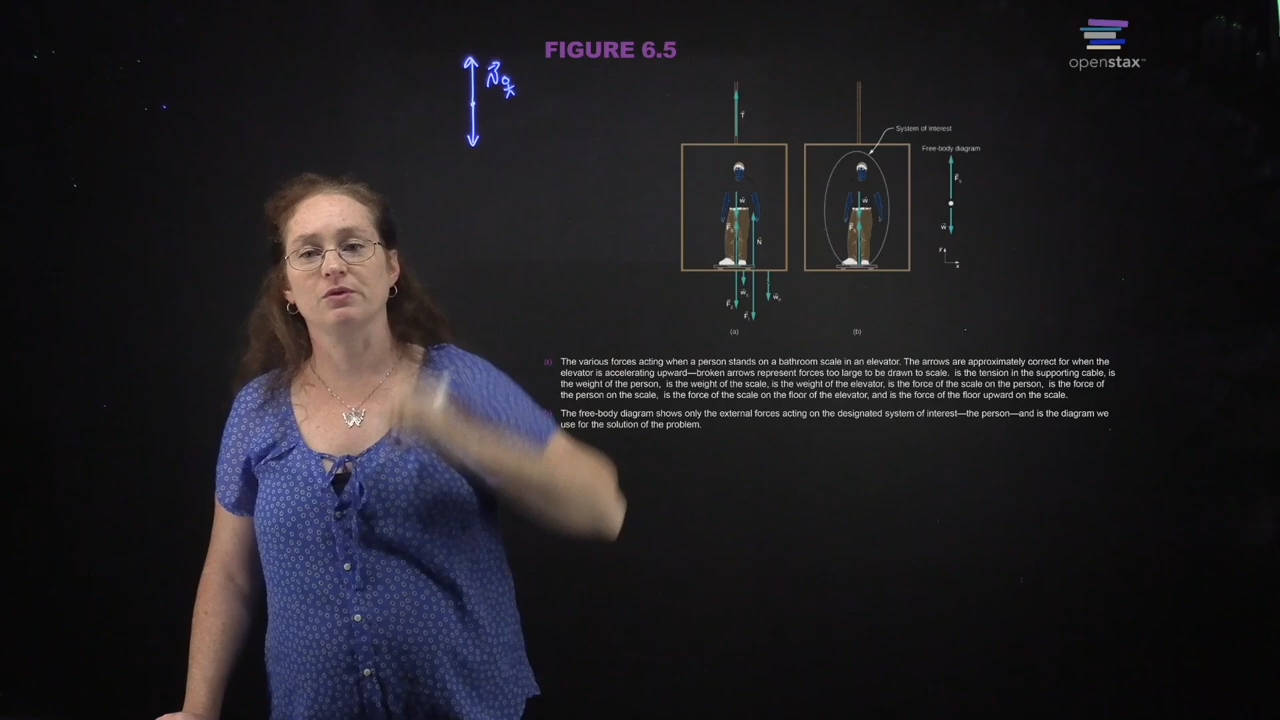 FIGURE 6.5
openstax™
System of interest
Free-body diagram
T
w
w
N
w
(a)
(b)
y
x
a) The various forces acting when a person stands on a bathroom scale in an elevator. The arrows are approximately correct for when the
elevator is accelerating upward—broken arrows represent forces too large to be drawn to scale. is the tension in the supporting cable, is
the weight of the person, is the weight of the scale, is the weight of the elevator, is the force of the scale on the person, is the force of
the person on the scale, is the force of the scale on the floor of the elevator, and is the force of the floor upward on the scale.
The free-body diagram shows only the external forces acting on the designated system of interest—the person—and is the diagram we
use for the solution of the problem.